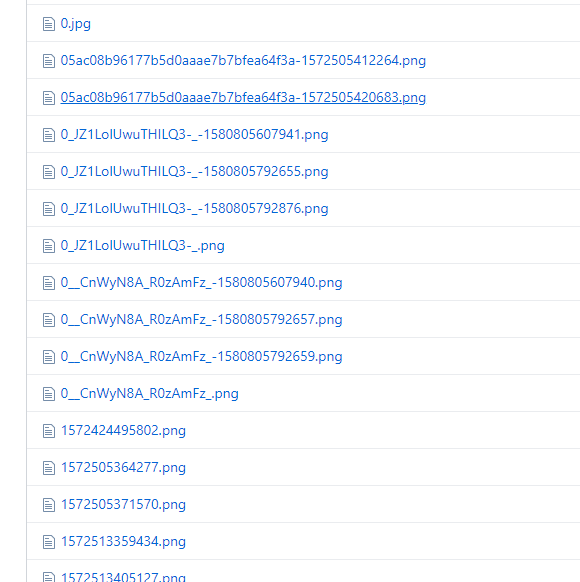 0.jpg
05ac08b96177b5d0aaae7b7bfea64f3a-1572505412264.png
05ac08b96177b5d0aaae7b7bfea64f3a-1572505420683.png
0_JZ1LoIUwuTHILQ3-_-1580805607941.png
0_JZ1LoIUwuTHILQ3-_-1580805792655.png
0_JZ1LoIUwuTHILQ3-_-1580805792876.png
0_JZ1LoIUwuTHILQ3-_.png
0__CnWyN8A_R0zAmFz_-1580805607940.png
0__CnWyN8A_R0zAmFz_-1580805792657.png
0__CnWyN8A_R0zAmFz_-1580805792659.png
0__CnWyN8A_R0zAmFz_.png
1572424495802.png
1572505364277.png
1572505371570.png
1572513359434.png
1572513405127.png